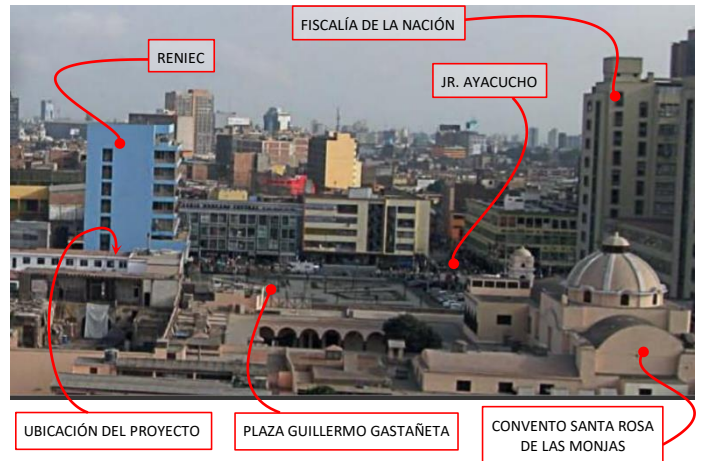 FISCALÍA DE LA NACIÓN
RENIEC
JR. AYACUCHO
UBICACIÓN DEL PROYECTO
PLAZA GUILLERMO GASTAÑETA
CONVENTO SANTA ROSA
DE LAS MONJAS